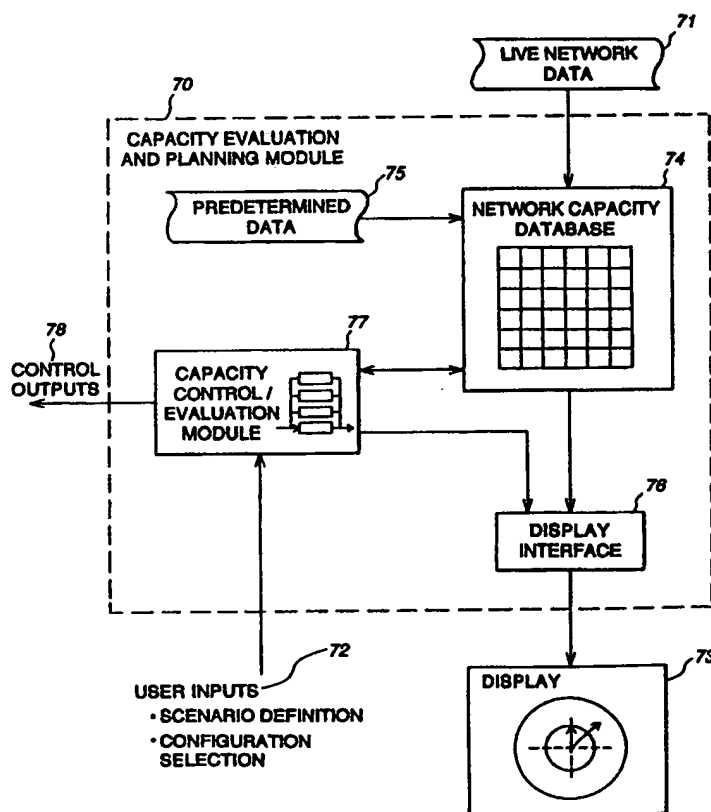 71
LIVE NETWORK
DATA
70
CAPACITY EVALUATION
AND PLANNING MODULE
75
PREDETERMINED
DATA
74
NETWORK CAPACITY
DATABASE
78
CONTROL
OUTPUTS
77
CAPACITY
CONTROL /
EVALUATION
MODULE
76
DISPLAY
INTERFACE
72
USER INPUTS
• SCENARIO DEFINITION
• CONFIGURATION
SELECTION
73
DISPLAY